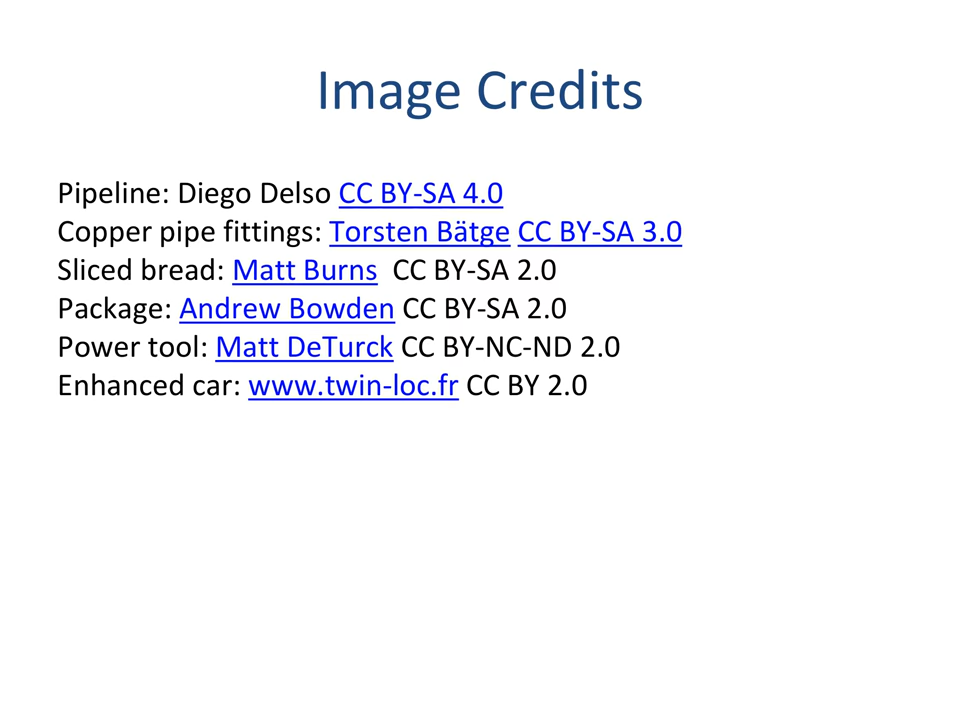 Image Credits
Pipeline: Diego Delso CC BY-SA 4.0
Copper pipe fittings: Torsten Bätge CC BY-SA 3.0
Sliced bread: Matt Burns  CC BY-SA 2.0
Package: Andrew Bowden CC BY-SA 2.0
Power tool: Matt DeTurck CC BY-NC-ND 2.0
Enhanced car: www.twin-loc.fr CC BY 2.0